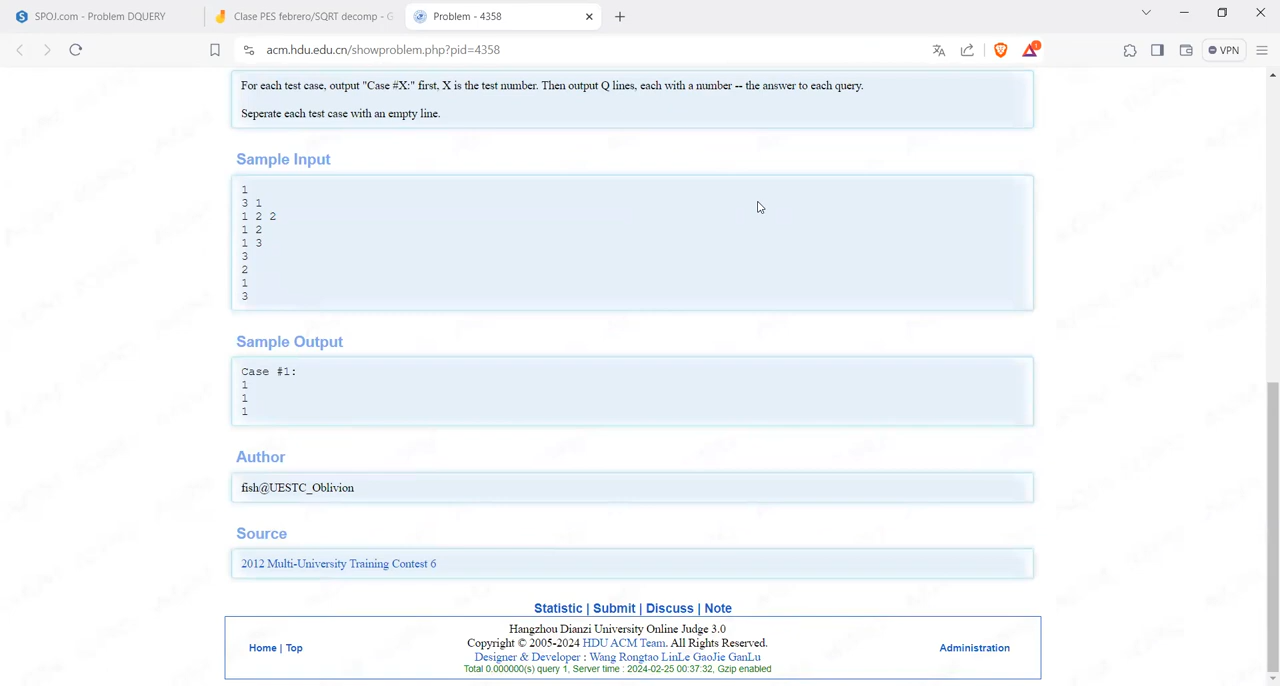 SPOJ.com - Problem DQUERY
Clase PES febrero/SQRT decomp - G
Problem - 4358
acm.hdu.edu.cn/showproblem.php?pid=4358
1
VPN
For each test case, output "Case #X:" first, X is the test number. Then output Q lines, each with a number -- the answer to each query.
Seperate each test case with an empty line.
Sample Input
1
3 1
1 2 2
1 2
1 3
3
2
1
3
Sample Output
Case #1:
1
1
1
Author
fish@UESTC_Oblivion
Source
2012 Multi-University Training Contest 6
Statistic | Submit | Discuss | Note
Home | Top
Hangzhou Dianzi University Online Judge 3.0
Copyright © 2005-2024 HDU ACM Team. All Rights Reserved.
Designer & Developer : Wang Rongtao LinLe GaoJie GanLu
Total 0.000000(s) query 1, Server time : 2024-02-25 00:37:32, Gzip enabled
Administration